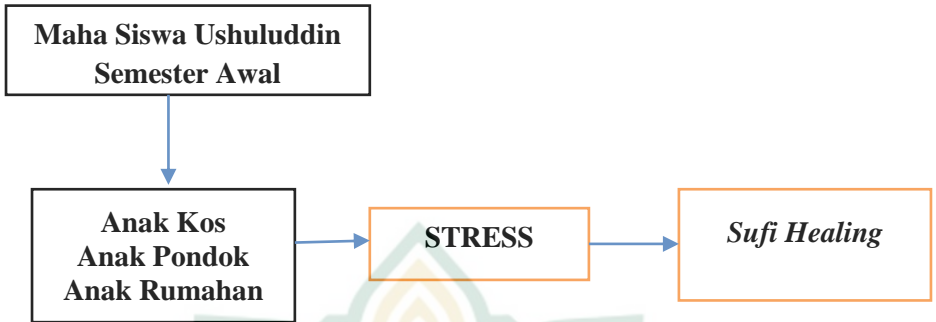 Maha Siswa Ushuluddin
Semester Awal
Anak Kos
Anak Pondok
Anak Rumahan
STRESS
Sufi Healing